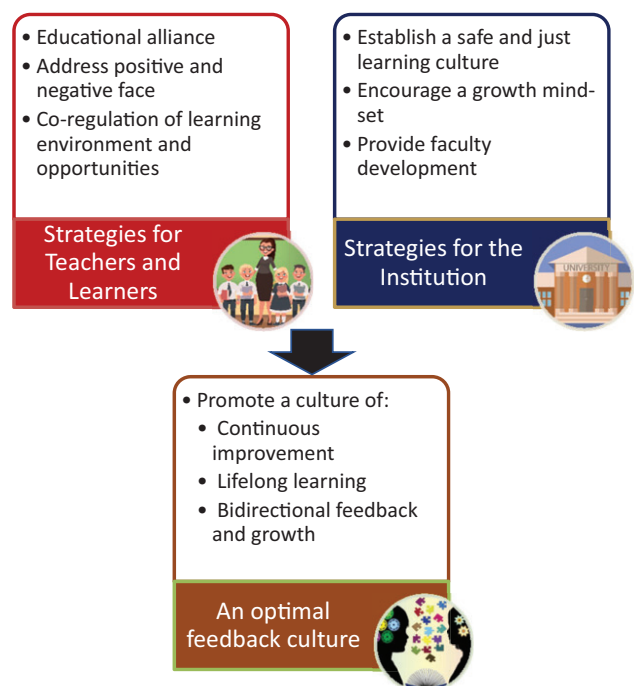 • Educational alliance
• Address positive and
negative face
• Co-regulation of learning
environment and
opportunities
Strategies for
Teachers and
Learners
• Establish a safe and just
learning culture
• Encourage a growth mind-
set
• Provide faculty
development
Strategies for the
Institution
UNIVERSITY
• Promote a culture of:
• Continuous
improvement
• Lifelong learning
• Bidirectional feedback
and growth
An optimal
feedback culture